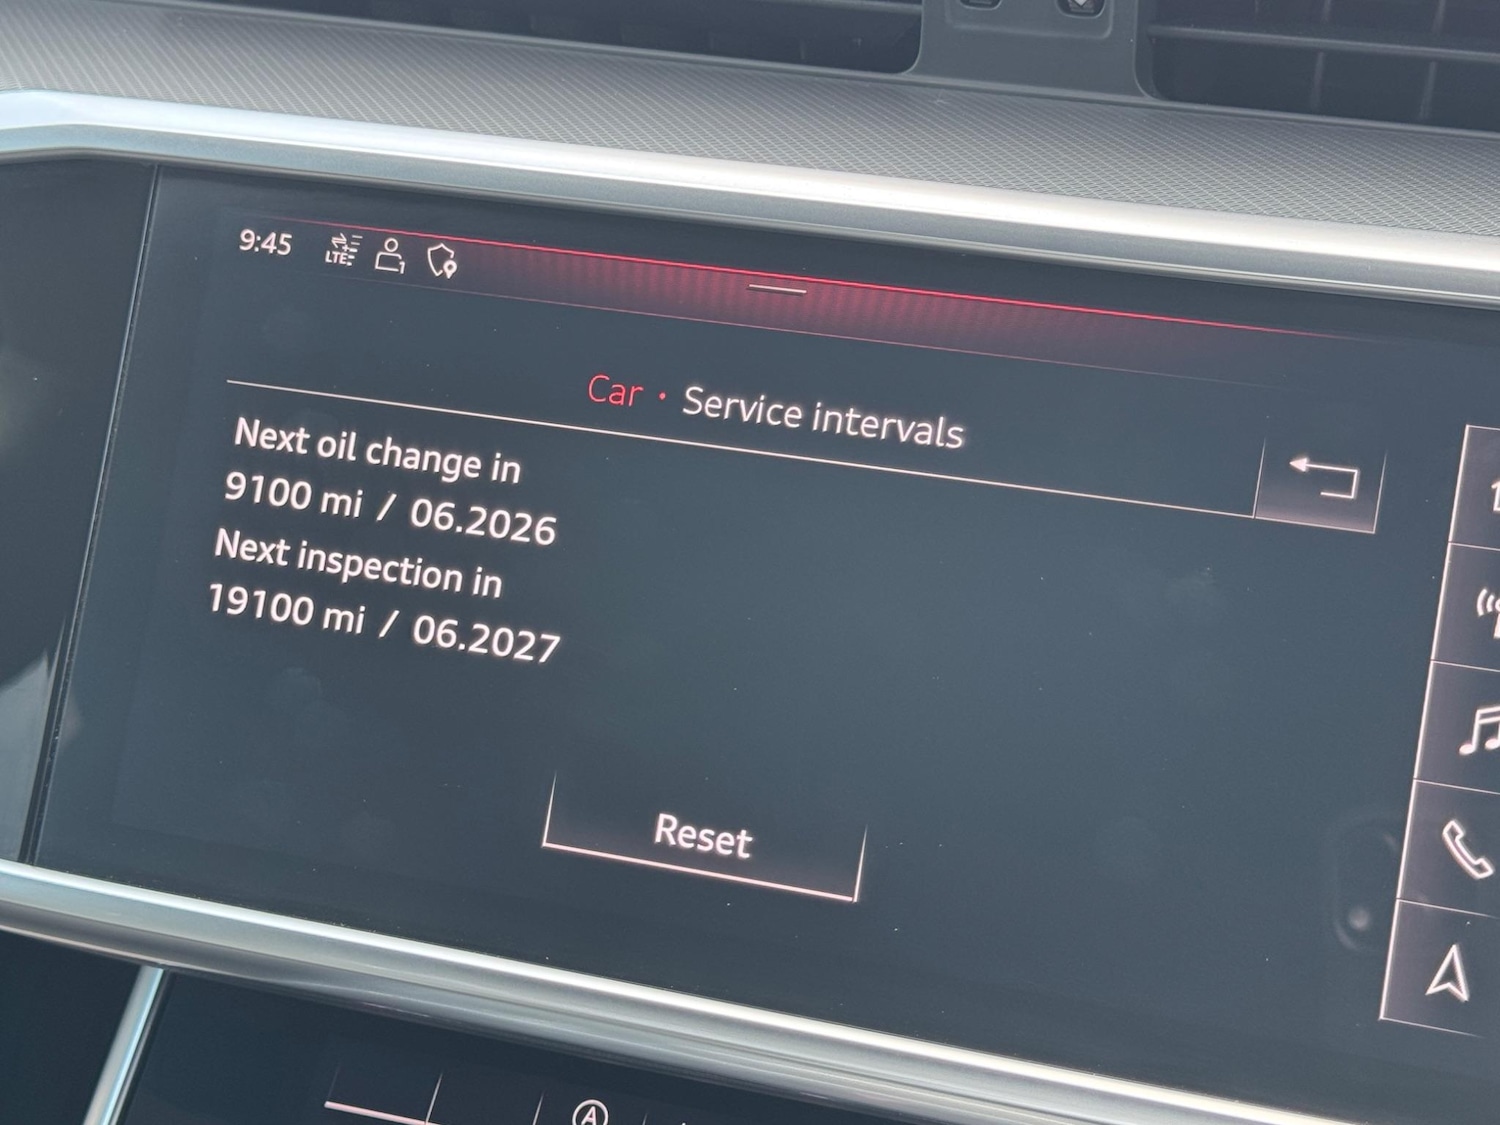 9:45
LTE
1
Car · Service intervals
Next oil change in
9100 mi / 06.2026
Next inspection in
19100 mi / 06.2027
Reset
A